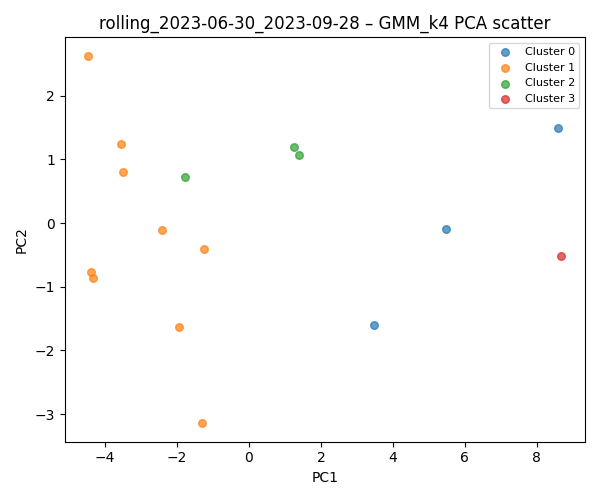 rolling_2023-06-30_2023-09-28 – GMM_k4 PCA scatter
Cluster 0
Cluster 1
Cluster 2
Cluster 3
PC2
2
1
0
−1
−2
−3
−4
−2
0
2
4
6
8
PC1